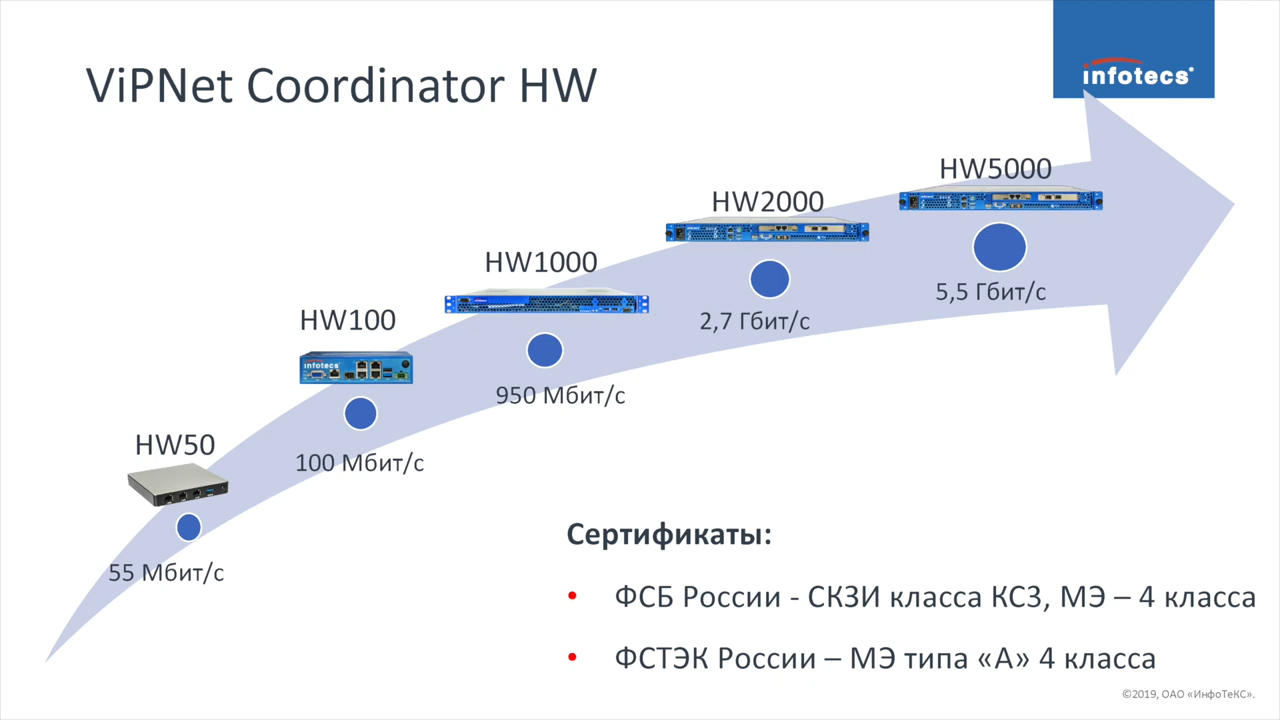 ViPNet Coordinator HW
infotecs
HW5000
HW2000
5,5 Гбит/с
HW1000
2,7 Гбит/с
HW100
infotecs
950 Мбит/с
HW50
100 Мбит/с
55 Мбит/с
Сертификаты:
• ФСБ России - СКЗИ класса КС3, МЭ – 4 класса
• ФСТЭК России – МЭ типа «А» 4 класса
©2019, ОАО «ИнфоТеКС».